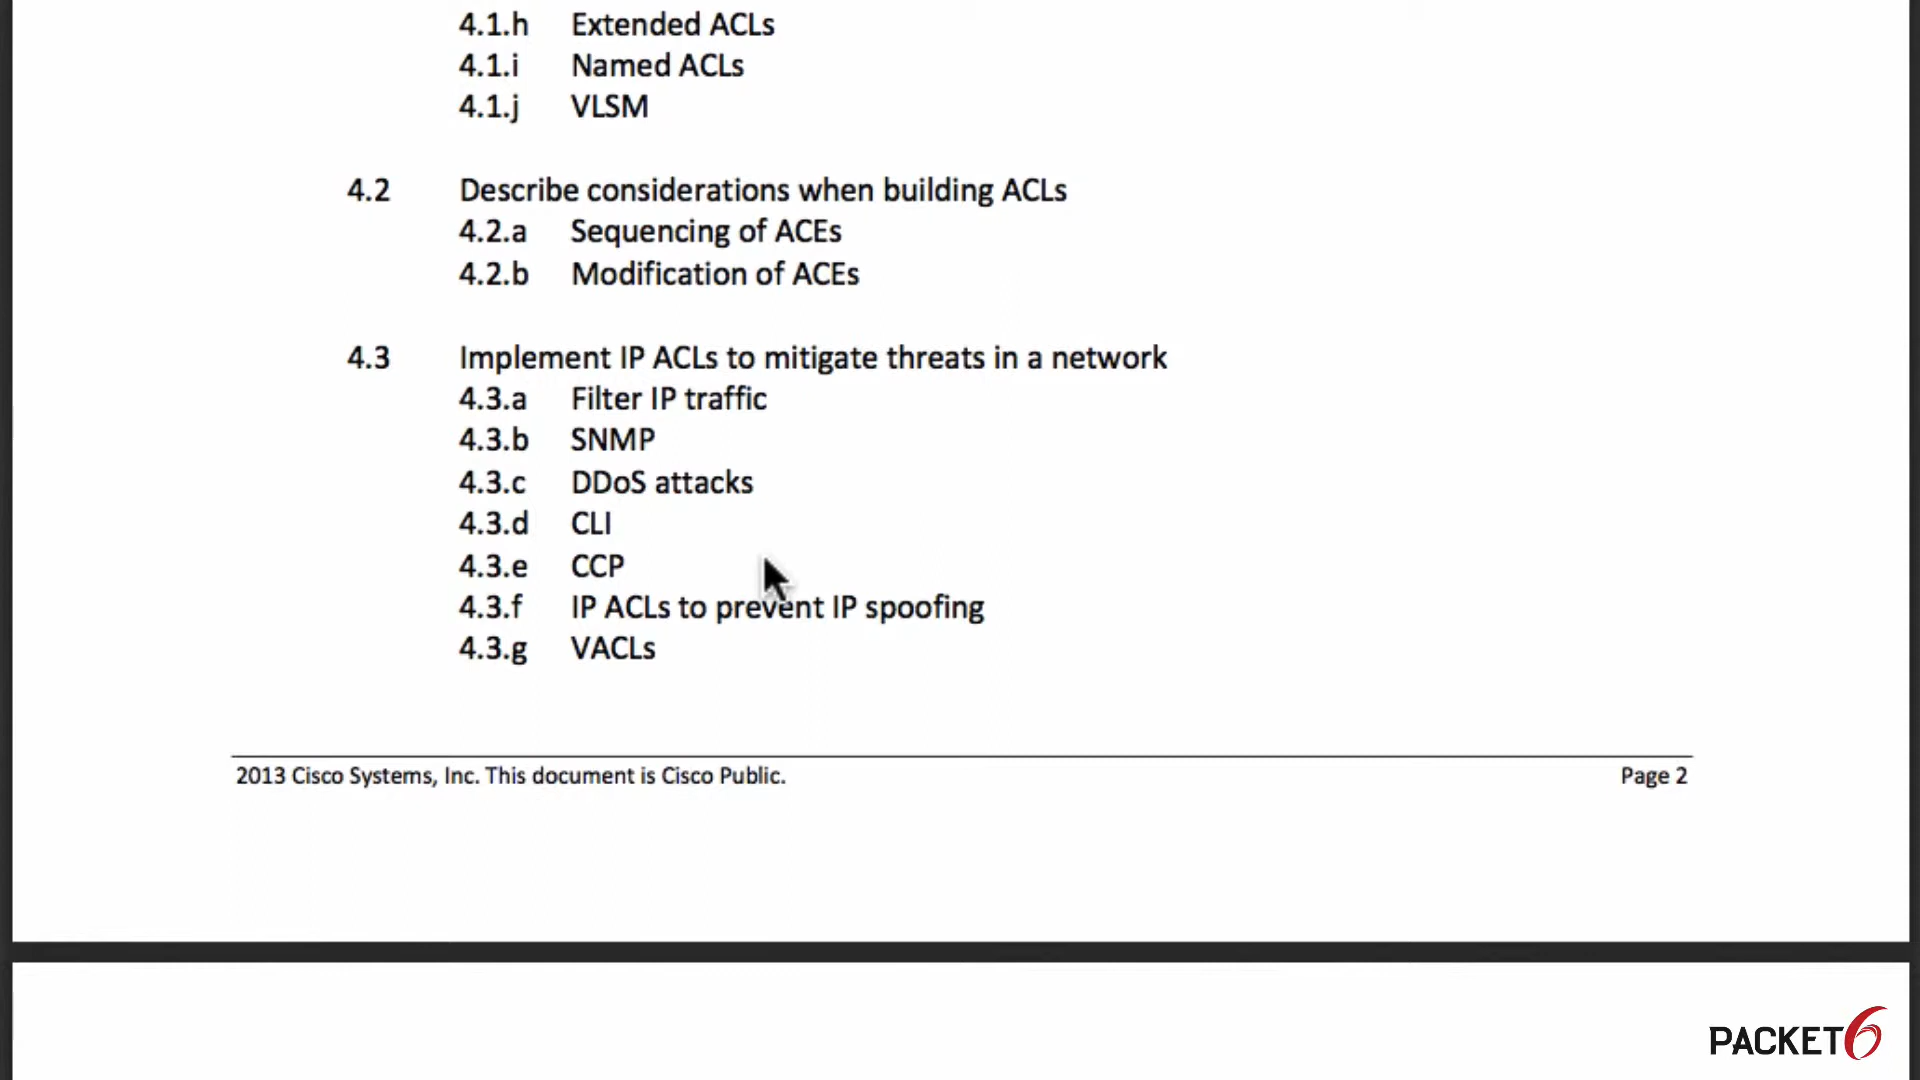 4.1.h Extended ACLs
4.1.i Named ACLs
4.1.j VLSM
4.2 Describe considerations when building ACLs
4.2.a Sequencing of ACEs
4.2.b Modification of ACEs
4.3 Implement IP ACLs to mitigate threats in a network
4.3.a Filter IP traffic
4.3.b SNMP
4.3.c DDoS attacks
4.3.d CLI
4.3.e CCP
4.3.f IP ACLs to prevent IP spoofing
4.3.g VACLs
2013 Cisco Systems, Inc. This document is Cisco Public. Page 2
PACKET6